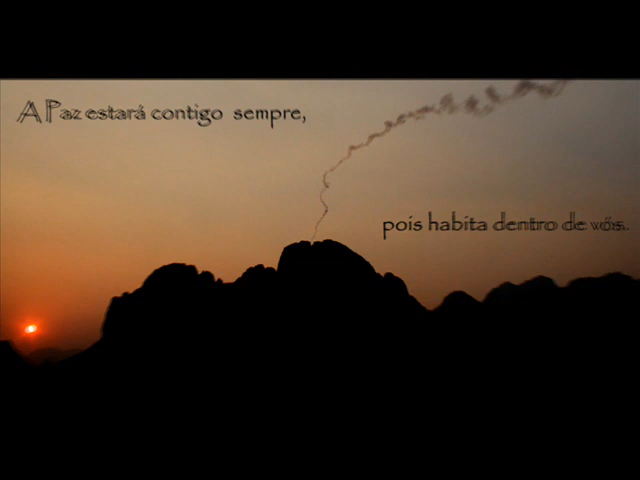 A Paz estará contigo sempre,
pois habita dentro de vós.